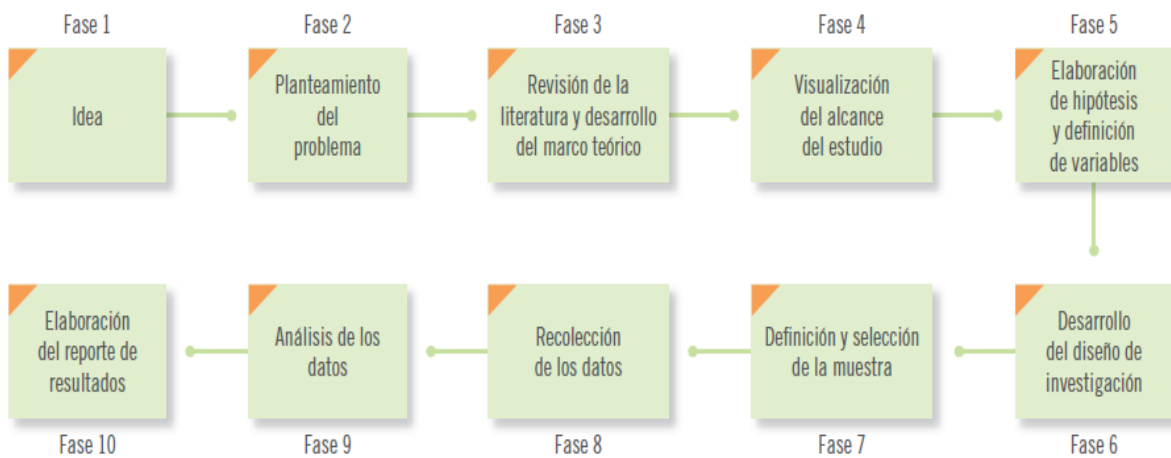 Fase 1
Idea
Fase 2
Planteamiento
del
problema
Fase 3
Revisión de la
literatura y desarrollo
del marco teórico
Fase 4
Visualización
del alcance
del estudio
Fase 5
Elaboración
de hipótesis
y definición
de variables
Desarrollo
del diseño de
investigación
Fase 6
Definición y selección
de la muestra
Fase 7
Recolección
de los datos
Fase 8
Análisis de los
datos
Fase 9
Elaboración
del reporte de
resultados
Fase 10